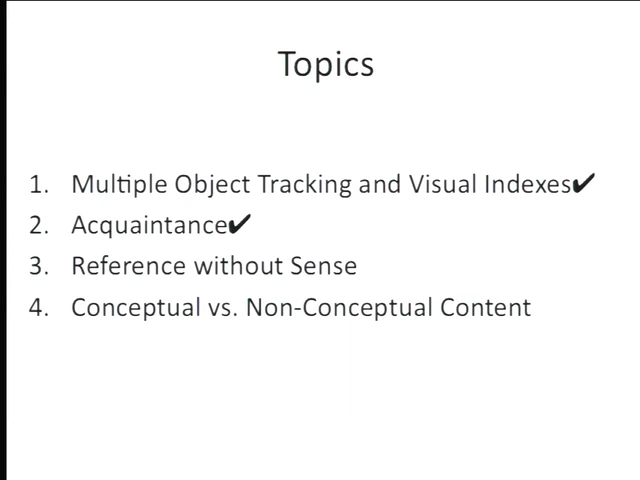 Topics
1. Multiple Object Tracking and Visual Indexes✔
2. Acquaintance✔
3. Reference without Sense
4. Conceptual vs. Non-Conceptual Content